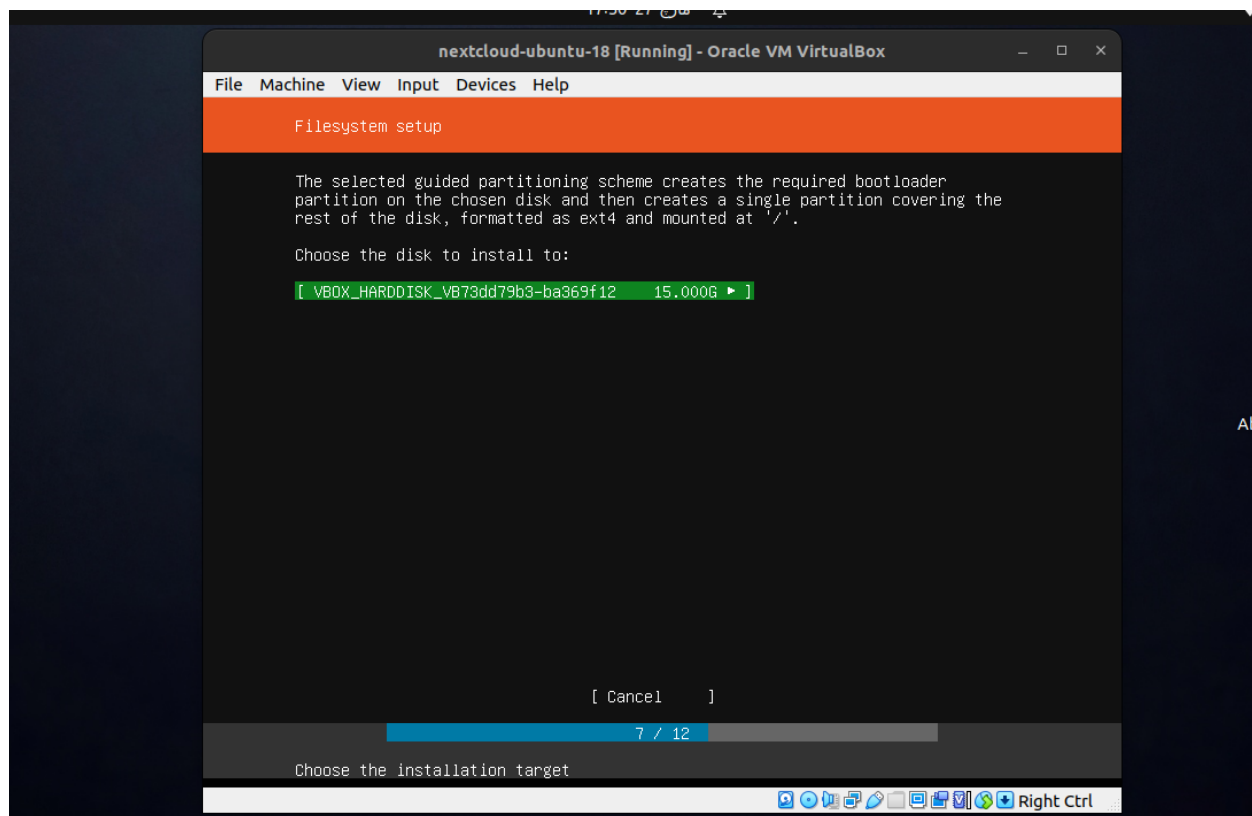 nextcloud-ubuntu-18 [Running] - Oracle VM VirtualBox
File Machine View Input Devices Help
Filesystem setup
The selected guided partitioning scheme creates the required bootloader
partition on the chosen disk and then creates a single partition covering the
rest of the disk, formatted as ext4 and mounted at '/'.
Choose the disk to install to:
[ VBOX_HARDDISK_VB73dd79b3-ba369f12 15.000G ► ]
[ Cancel ]
7 / 12
Choose the installation target
Right Ctrl